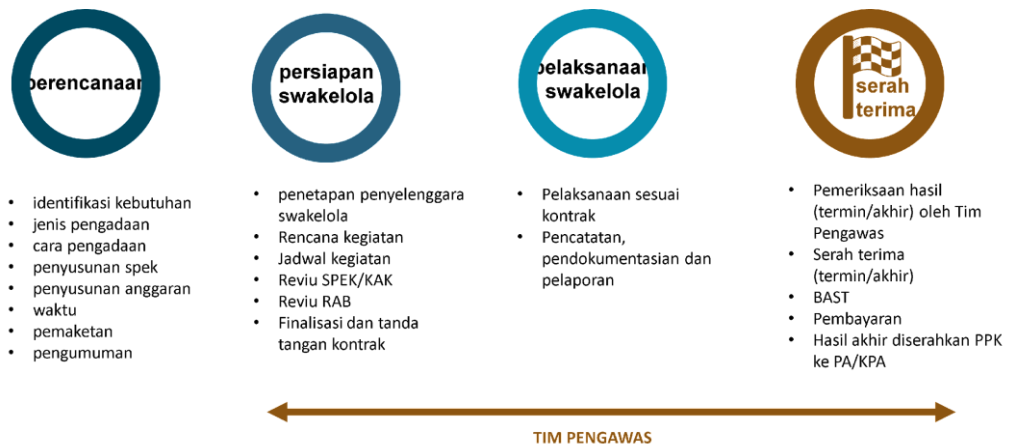 perencanaan
persiapan
swakelola
pelaksanaan
swakelola
serah
terima
• identifikasi kebutuhan
• jenis pengadaan
• cara pengadaan
• penyusunan spek
• penyusunan anggaran
• waktu
• pemaketan
• pengumuman
• penetapan penyelenggara
swakelola
• Rencana kegiatan
• Jadwal kegiatan
• Reviu SPEK/KAK
• Reviu RAB
• Finalisasi dan tanda
tangan kontrak
• Pelaksanaan sesuai
kontrak
• Pencatatan,
pendokumentasian dan
pelaporan
• Pemeriksaan hasil
(termin/akhir) oleh Tim
Pengawas
• Serah terima
(termin/akhir)
• BAST
• Pembayaran
• Hasil akhir diserahkan PPK
ke PA/KPA
TIM PENGAWAS